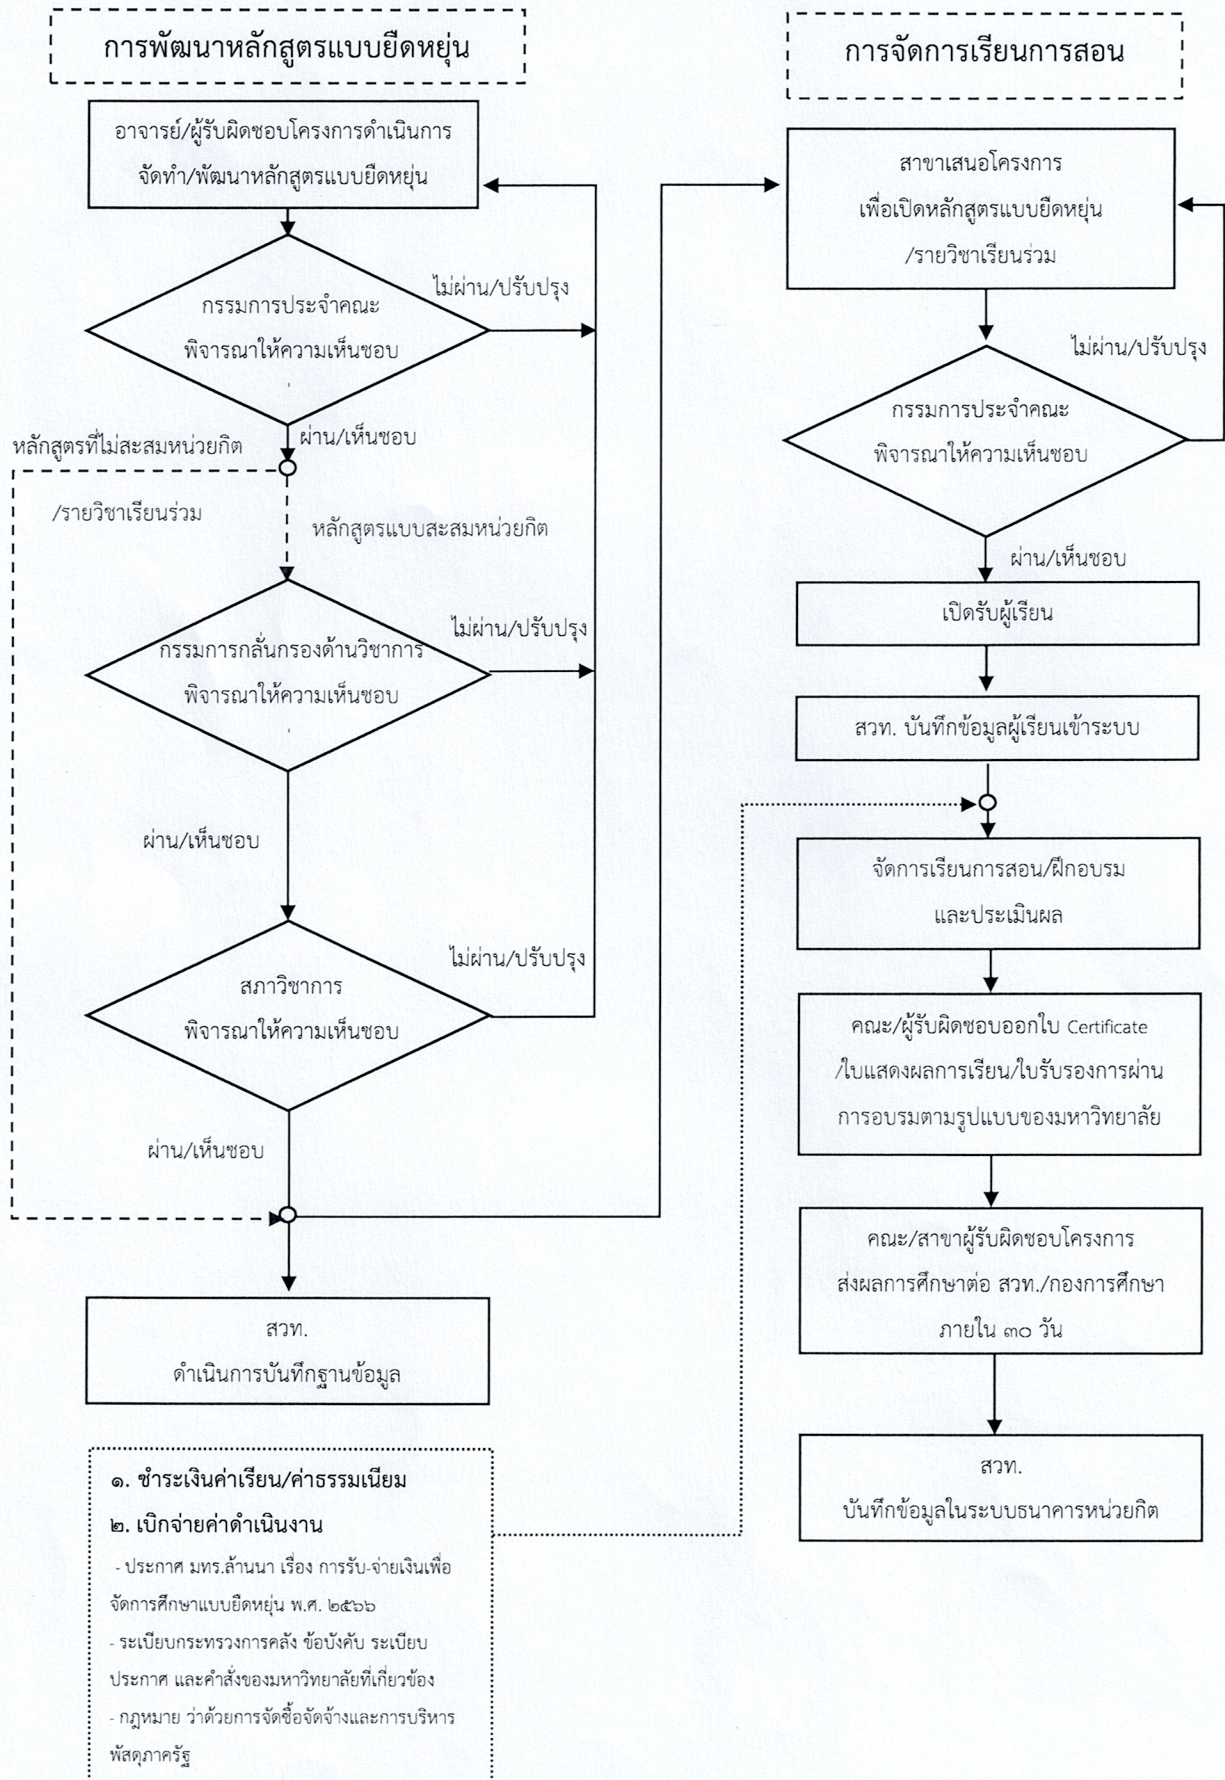 การพัฒนาหลักสูตรแบบยืดหยุ่น
อาจารย์/ผู้รับผิดชอบโครงการดำเนินการ
จัดทำ/พัฒนาหลักสูตรแบบยืดหยุ่น
ไม่ผ่าน/ปรับปรุง
กรรมการประจำคณะ
พิจารณาให้ความเห็นชอบ
ผ่าน/เห็นชอบ
หลักสูตรที่ไม่สะสมหน่วยกิต
/รายวิชาเรียนร่วม
หลักสูตรแบบสะสมหน่วยกิต
ไม่ผ่าน/ปรับปรุง
กรรมการกลั่นกรองด้านวิชาการ
พิจารณาให้ความเห็นชอบ
ผ่าน/เห็นชอบ
ไม่ผ่าน/ปรับปรุง
สภาวิชาการ
พิจารณาให้ความเห็นชอบ
ผ่าน/เห็นชอบ
สวท.
ดำเนินการบันทึกฐานข้อมูล
๑. ชำระเงินค่าเรียน/ค่าธรรมเนียม
๒. เบิกจ่ายค่าดำเนินงาน
- ประกาศ มทร.ล้านนา เรื่อง การรับ-จ่ายเงินเพื่อ
จัดการศึกษาแบบยืดหยุ่น พ.ศ. ๒๕๖๖
- ระเบียบกระทรวงการคลัง ข้อบังคับ ระเบียบ
ประกาศ และคำสั่งของมหาวิทยาลัยที่เกี่ยวข้อง
- กฎหมาย ว่าด้วยการจัดซื้อจัดจ้างและการบริหาร
พัสดุภาครัฐ
การจัดการเรียนการสอน
สาขาเสนอโครงการ
เพื่อเปิดหลักสูตรแบบยืดหยุ่น
/รายวิชาเรียนร่วม
ไม่ผ่าน/ปรับปรุง
กรรมการประจำคณะ
พิจารณาให้ความเห็นชอบ
ผ่าน/เห็นชอบ
เปิดรับผู้เรียน
สวท. บันทึกข้อมูลผู้เรียนเข้าระบบ
จัดการเรียนการสอน/ฝึกอบรม
และประเมินผล
คณะ/ผู้รับผิดชอบออกใบ Certificate
/ใบแสดงผลการเรียน/ใบรับรองการผ่าน
การอบรมตามรูปแบบของมหาวิทยาลัย
คณะ/สาขาผู้รับผิดชอบโครงการ
ส่งผลการศึกษาต่อ สวท./กองการศึกษา
ภายใน ๓๐ วัน
สวท.
บันทึกข้อมูลในระบบธนาคารหน่วยกิต